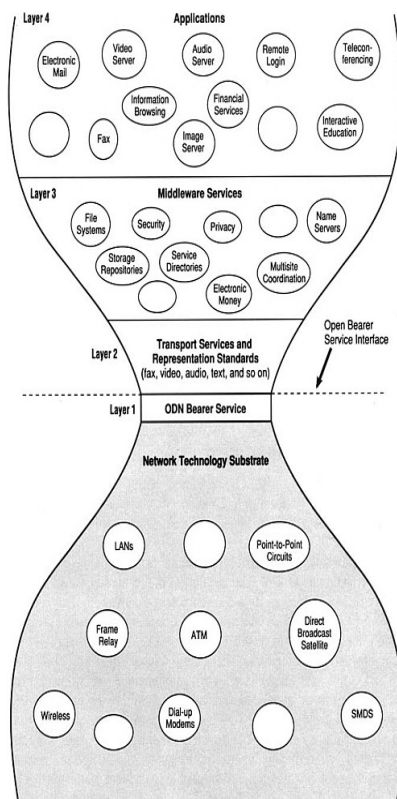 Layer 4
Applications
Electronic
Mail
Video
Server
Audio
Server
Remote
Login
Telecon-
ferencing
Information
Browsing
Financial
Services
Fax
Image
Server
Interactive
Education
Layer 3
Middleware Services
File
Systems
Security
Privacy
Name
Servers
Storage
Repositories
Service
Directories
Electronic
Money
Multisite
Coordination
Layer 2
Transport Services and
Representation Standards
(fax, video, audio, text, and so on)
Open Bearer
Service Interface
Layer 1
ODN Bearer Service
Network Technology Substrate
LANs
Point-to-Point
Circuits
Frame
Relay
ATM
Direct
Broadcast
Satellite
Wireless
Dial-up
Modems
SMDS